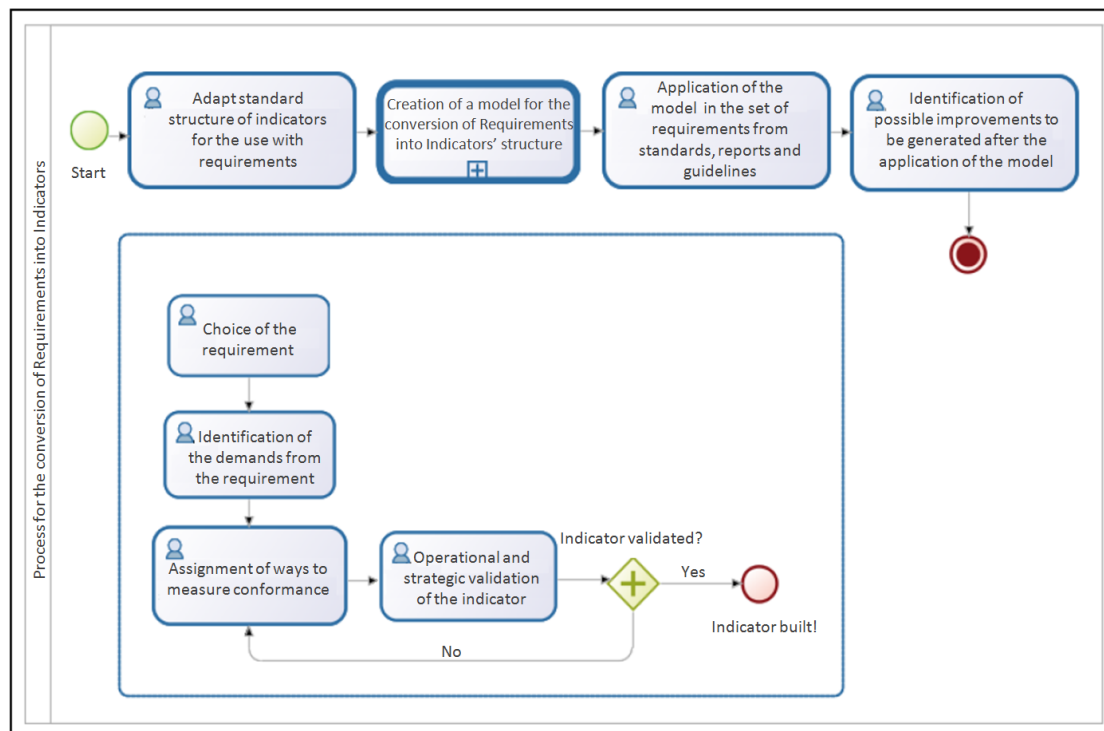 Process for the conversion of Requirements into Indicators
Start
Adapt standard
structure of indicators
for the use with
requirements
Creation of a model for the
conversion of Requirements
into Indicators' structure
Application of the
model in the set of
requirements from
standards, reports and
guidelines
Identification of
possible improvements to
be generated after the
application of the model
Choice of the
requirement
Identification of
the demands from
the requirement
Assignment of ways to
measure conformance
Operational and
strategic validation
of the indicator
Indicator validated?
Yes
Indicator built!
No